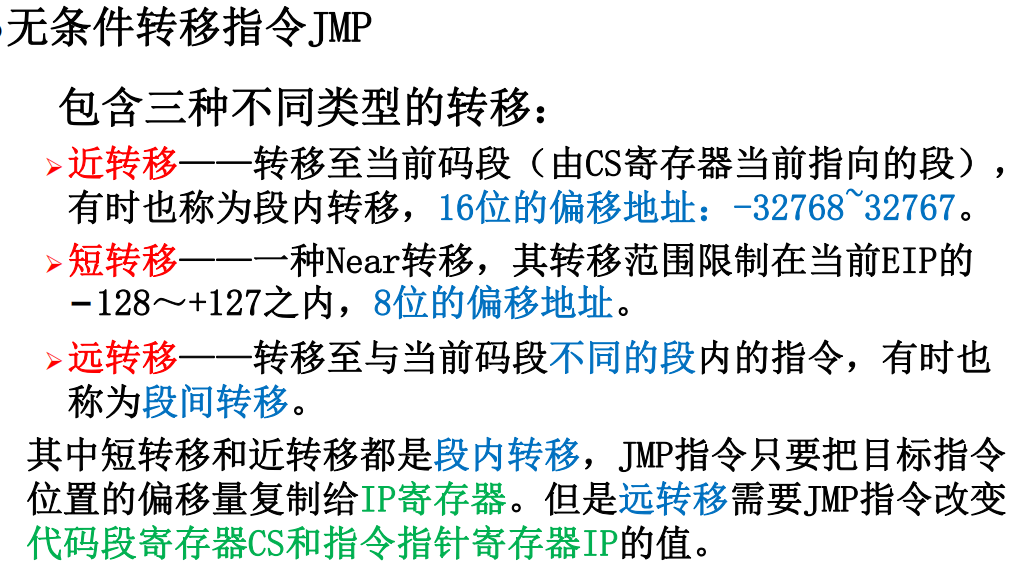 无条件转移指令JMP
包含三种不同类型的转移：
➢近转移——转移至当前码段（由CS寄存器当前指向的段），
有时也称为段内转移，16位的偏移地址：-32768~32767。
➢短转移——一种Near转移，其转移范围限制在当前EIP的
－128～+127之内，8位的偏移地址。
➢远转移——转移至与当前码段不同的段内的指令，有时也
称为段间转移。
其中短转移和近转移都是段内转移，JMP指令只要把目标指令
位置的偏移量复制给IP寄存器。但是远转移需要JMP指令改变
代码段寄存器CS和指令指针寄存器IP的值。